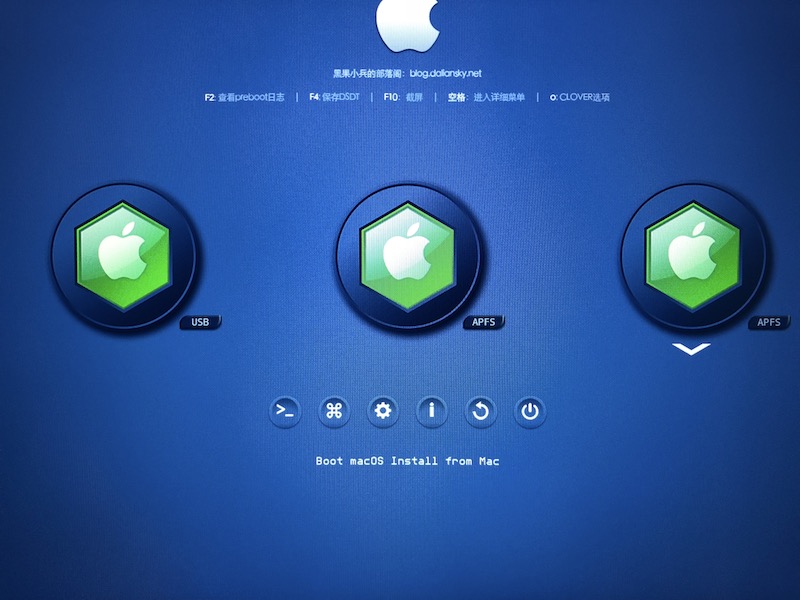 黑果小兵的部落阁：blog.daliansky.net
F2: 查看preboot日志 | F4: 保存DSDT | F10: 截屏 | 空格: 进入详细菜单 | o: CLOVER选项
USB
APFS
APFS
Boot macOS Install from Mac